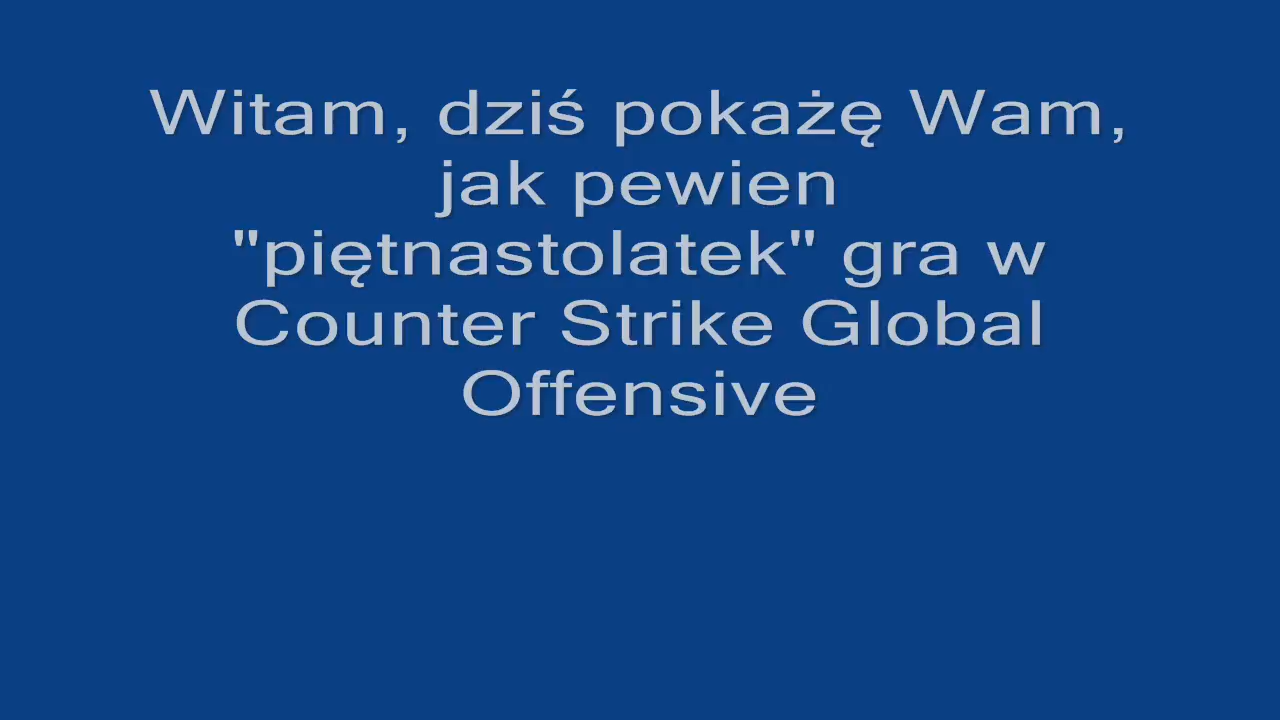 Witam, dziś pokażę Wam,
jak pewien
"piętnastolatek" gra w
Counter Strike Global
Offensive